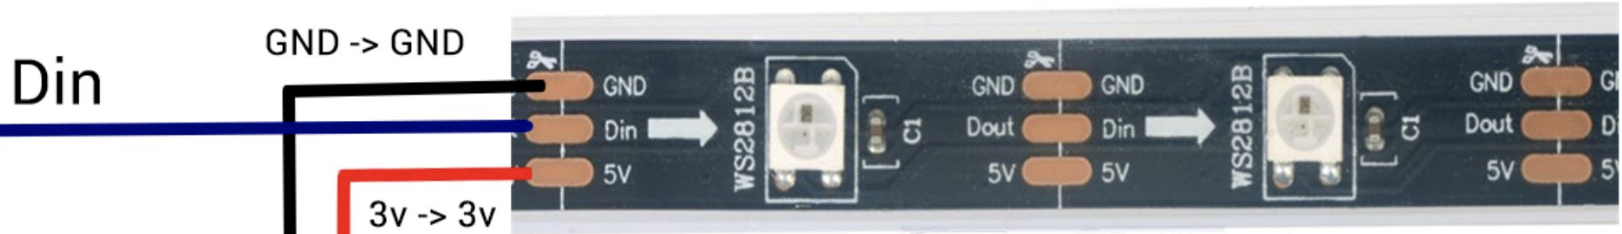 GND -> GND
Din
3v -> 3v
GND
Din
5V
WS2812B
C1
GND
Dout
5V
GND
Din
5V
WS2812B
C1
GND
Dout
5V